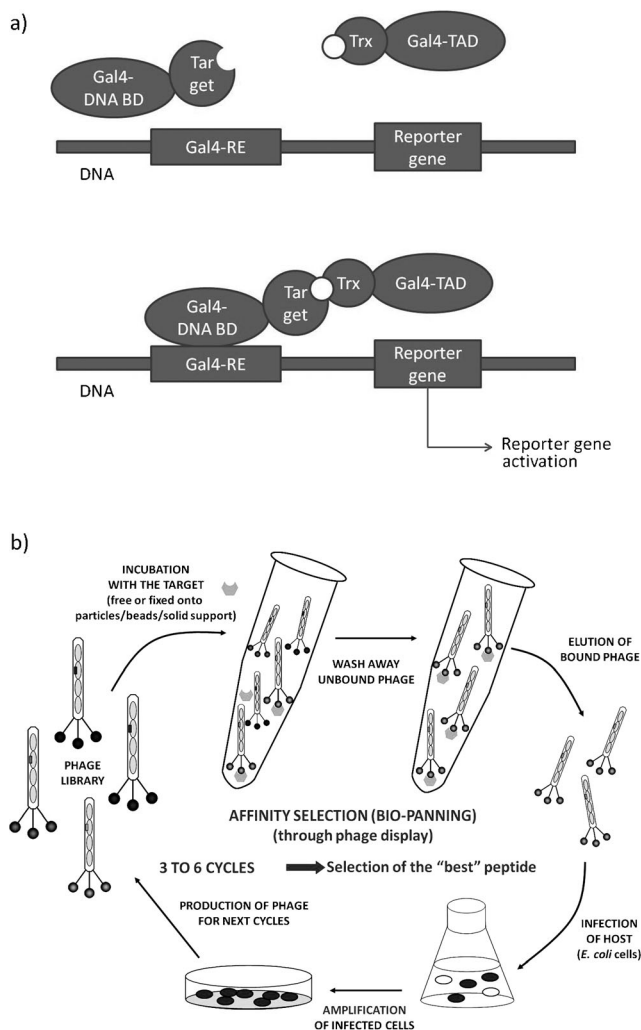 a)
Gal4-
DNA BD
Tar
get
Trx
Gal4-TAD
Gal4-RE
Reporter
gene
DNA
Gal4-
DNA BD
Tar
get
Trx
Gal4-TAD
Gal4-RE
Reporter
gene
DNA
Reporter gene
activation
b)
INCUBATION
WITH THE TARGET
(free or fixed onto
particles/beads/solid support)
WASH AWAY
UNBOUND PHAGE
ELUTION OF
BOUND PHAGE
PHAGE
LIBRARY
AFFINITY SELECTION (BIO-PANNING)
(through phage display)
3 TO 6 CYCLES
Selection of the “best” peptide
PRODUCTION OF PHAGE
FOR NEXT CYCLES
INFECTION
OF HOST
(E. coli cells)
AMPLIFICATION
OF INFECTED CELLS